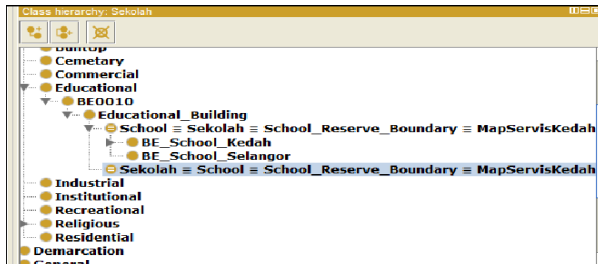 Class hierarchy: Sekolah
Cemetary
Commercial
Educational
BE0010
Educational_Building
School ≡ Sekolah ≡ School_Reserve_Boundary ≡ MapServisKedah
BE_School_Kedah
BE_School_Selangor
Sekolah ≡ School ≡ School_Reserve_Boundary ≡ MapServisKedah
Industrial
Institutional
Recreational
Religious
Residential
Demarcation